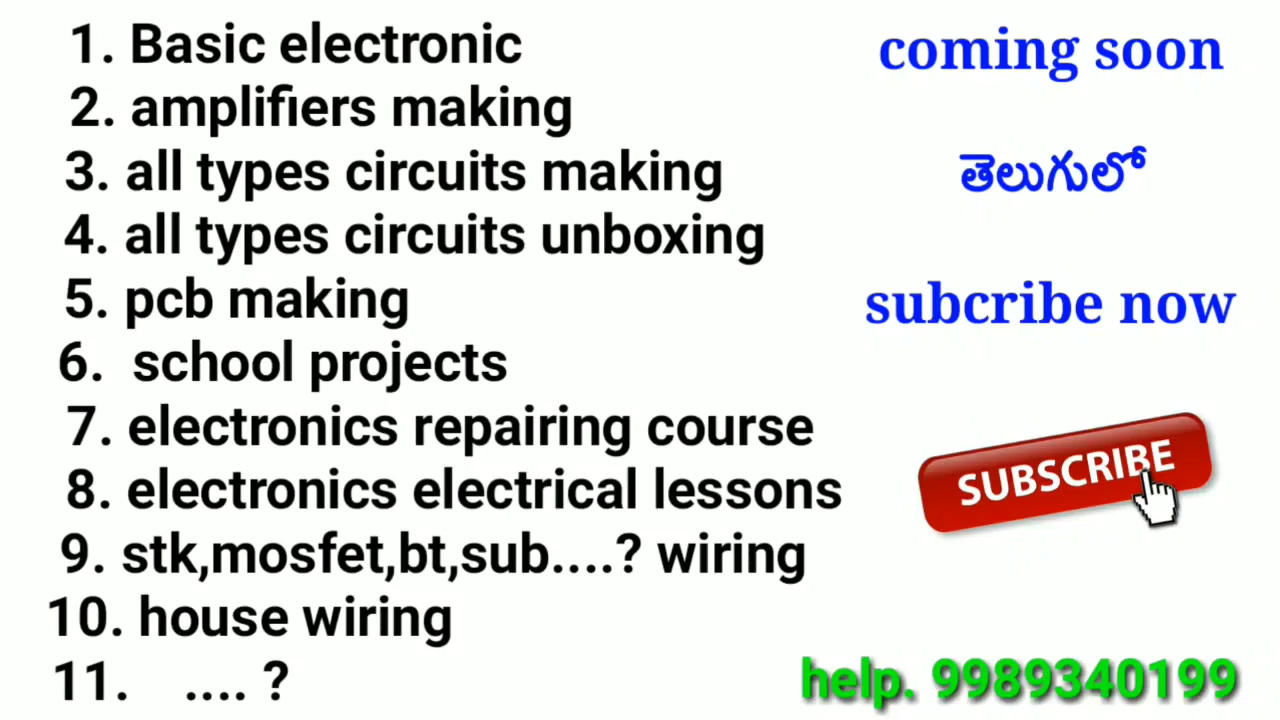 1. Basic electronic
2. amplifiers making
3. all types circuits making
4. all types circuits unboxing
5. pcb making
6. school projects
7. electronics repairing course
8. electronics electrical lessons
9. stk,mosfet,bt,sub....? wiring
10. house wiring
11. .... ?
coming soon
తెలుగులో
subcribe now
SUBSCRIBE
help. 9989340199